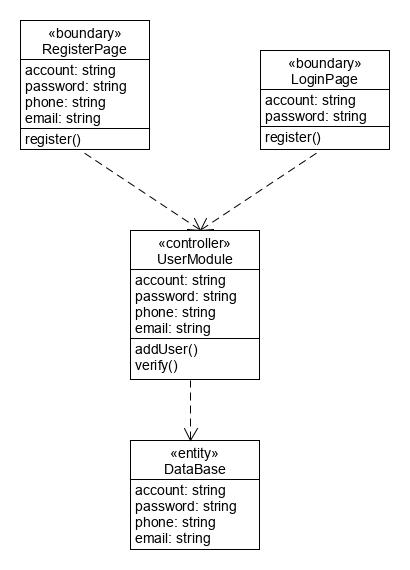 «boundary»
RegisterPage
account: string
password: string
phone: string
email: string
register()
«boundary»
LoginPage
account: string
password: string
register()
«controller»
UserModule
account: string
password: string
phone: string
email: string
addUser()
verify()
«entity»
DataBase
account: string
password: string
phone: string
email: string